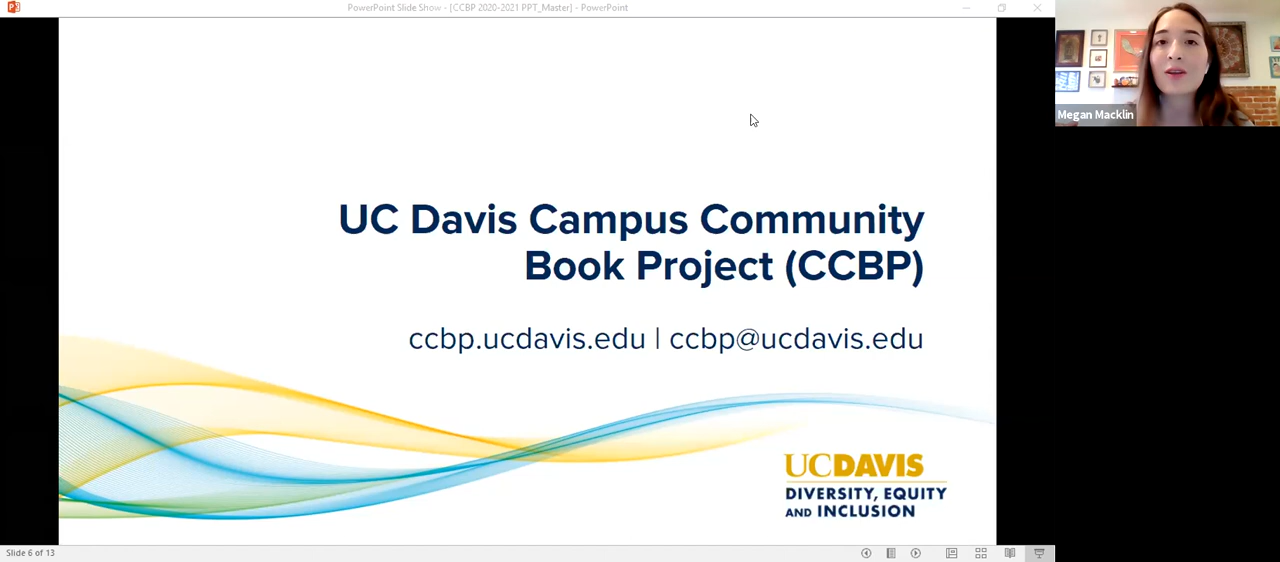 PowerPoint Slide Show - [CCBP 2020-2021 PPT_Master] - PowerPoint
Megan Macklin
UC Davis Campus Community
Book Project (CCBP)
ccbp.ucdavis.edu | ccbp@ucdavis.edu
UCDAVIS
DIVERSITY, EQUITY
AND INCLUSION
Slide 6 of 13